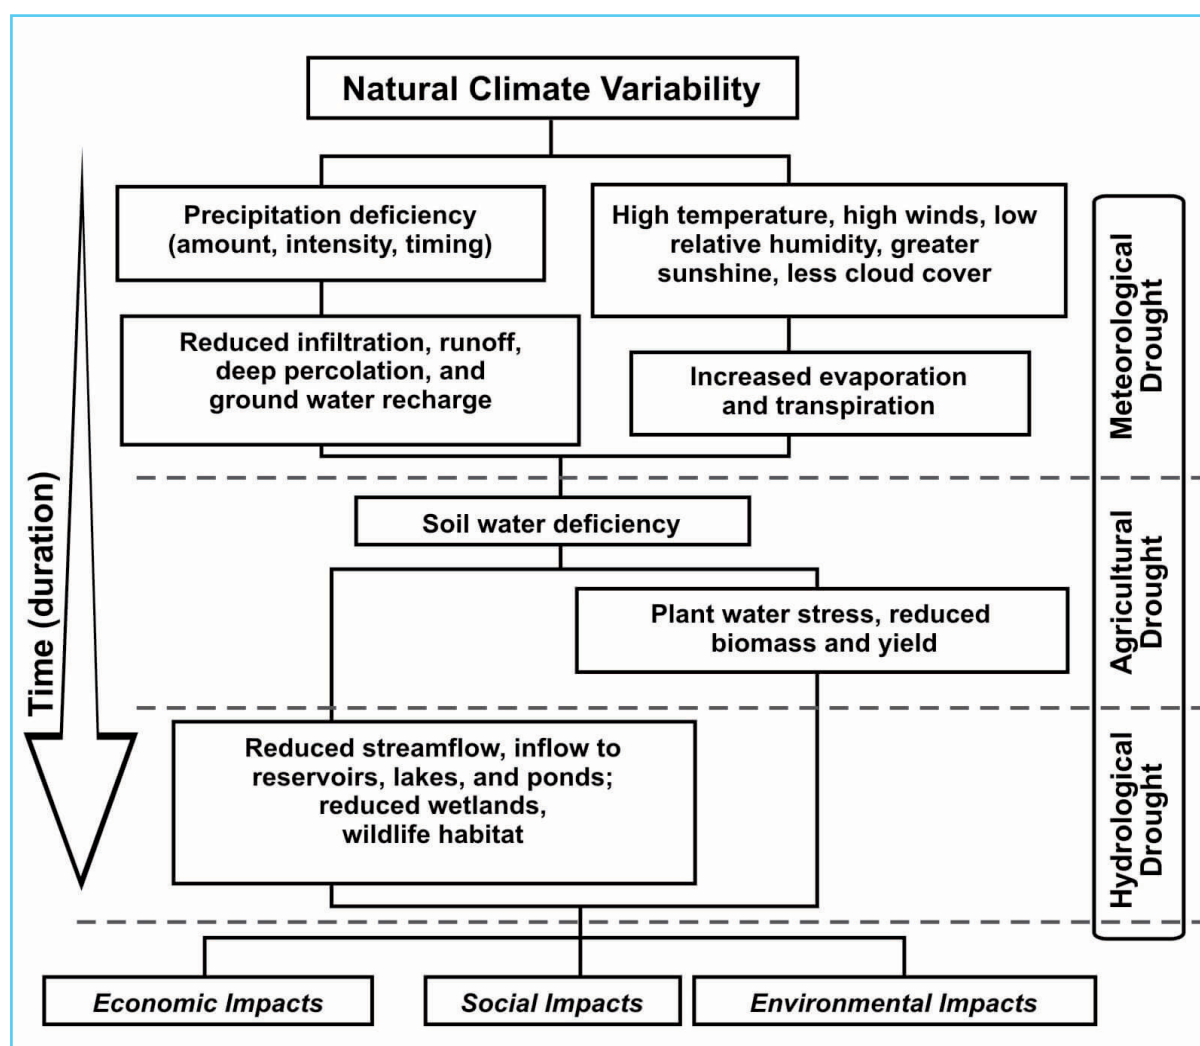 Natural Climate Variability
Precipitation deficiency
(amount, intensity, timing)
High temperature, high winds, low
relative humidity, greater
sunshine, less cloud cover
Reduced infiltration, runoff,
deep percolation, and
ground water recharge
Increased evaporation
and transpiration
Meteorological
Drought
Time (duration)
Soil water deficiency
Plant water stress, reduced
biomass and yield
Agricultural
Drought
Reduced streamflow, inflow to
reservoirs, lakes, and ponds;
reduced wetlands,
wildlife habitat
Hydrological
Drought
Economic Impacts
Social Impacts
Environmental Impacts